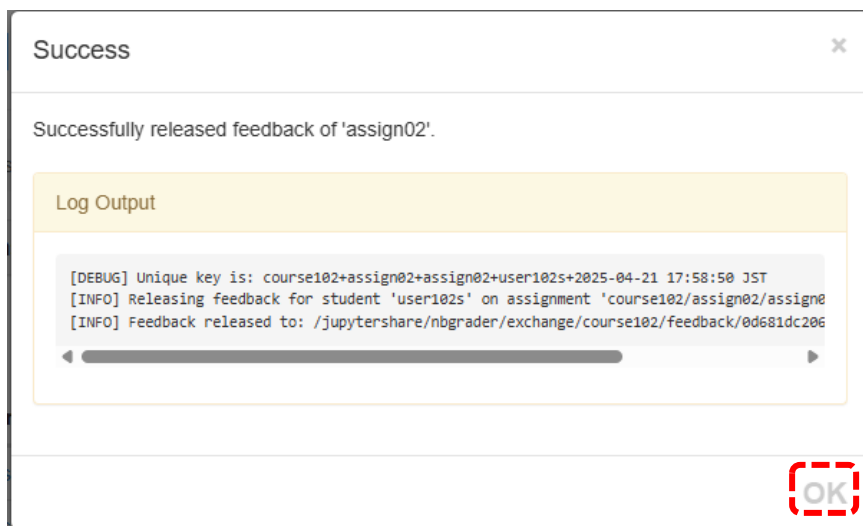 Success
×
Successfully released feedback of 'assign02'.
Log Output
[DEBUG] Unique key is: course102+assign02+assign02+user102s+2025-04-21 17:58:50 JST
[INFO] Releasing feedback for student 'user102s' on assignment 'course102/assign02/assign0
[INFO] Feedback released to: /jupytershare/nbgrader/exchange/course102/feedback/0d681dc206
OK